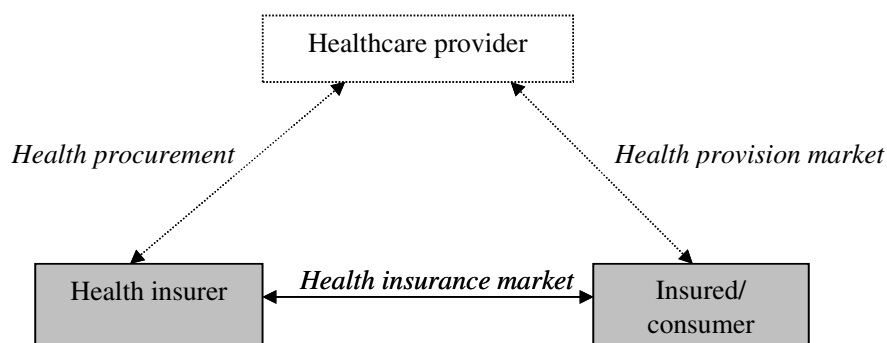 Healthcare provider
Health procurement
Health provision market
Health insurance market
Health insurer
Insured/
consumer